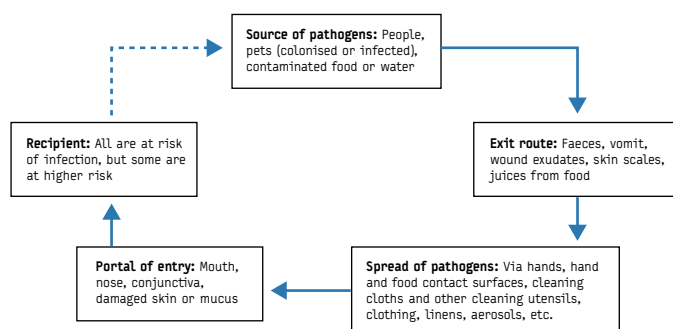 Source of pathogens: People,
pets (colonised or infected),
contaminated food or water
Exit route: Faeces, vomit,
wound exudates, skin scales,
juices from food
Spread of pathogens: Via hands, hand
and food contact surfaces, cleaning
cloths and other cleaning utensils,
clothing, linens, aerosols, etc.
Portal of entry: Mouth,
nose, conjunctiva,
damaged skin or mucus
Recipient: All are at risk
of infection, but some are
at higher risk